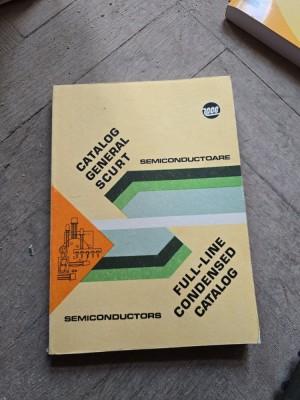 CATALOG
GENERAL
SCURT
SEMICONDUCTOARE
FULL-LINE
CONDENSED
CATALOG
SEMICONDUCTORS